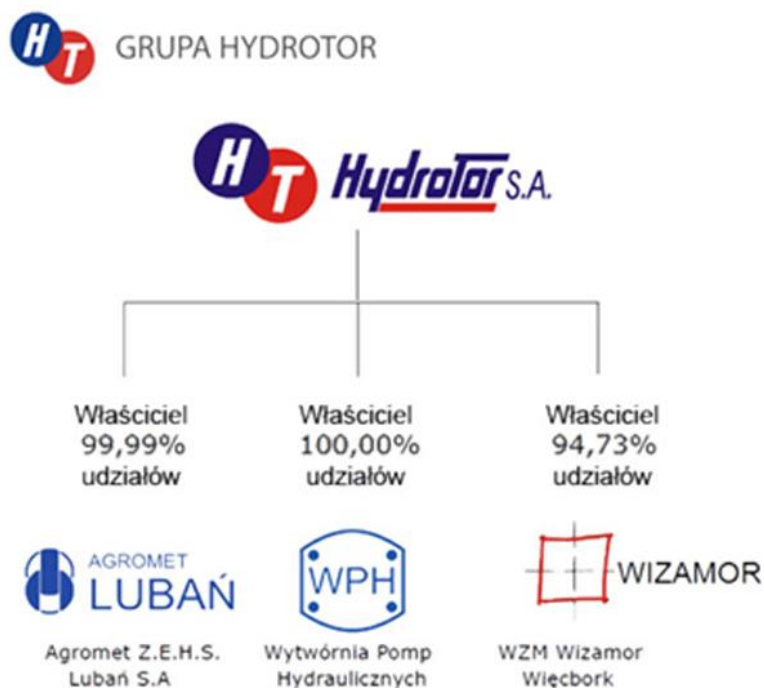 HT GRUPA HYDROTOR
HT HydroTor S.A.
Właściciel
99,99%
udziałów
Właściciel
100,00%
udziałów
Właściciel
94,73%
udziałów
AGROMET
LUBAŃ
WPH
WIZAMOR
Agromet Z.E.H.S.
Lubań S.A
Wytwórnia Pomp
Hydraulicznych
WZM Wizamor
Więcbork